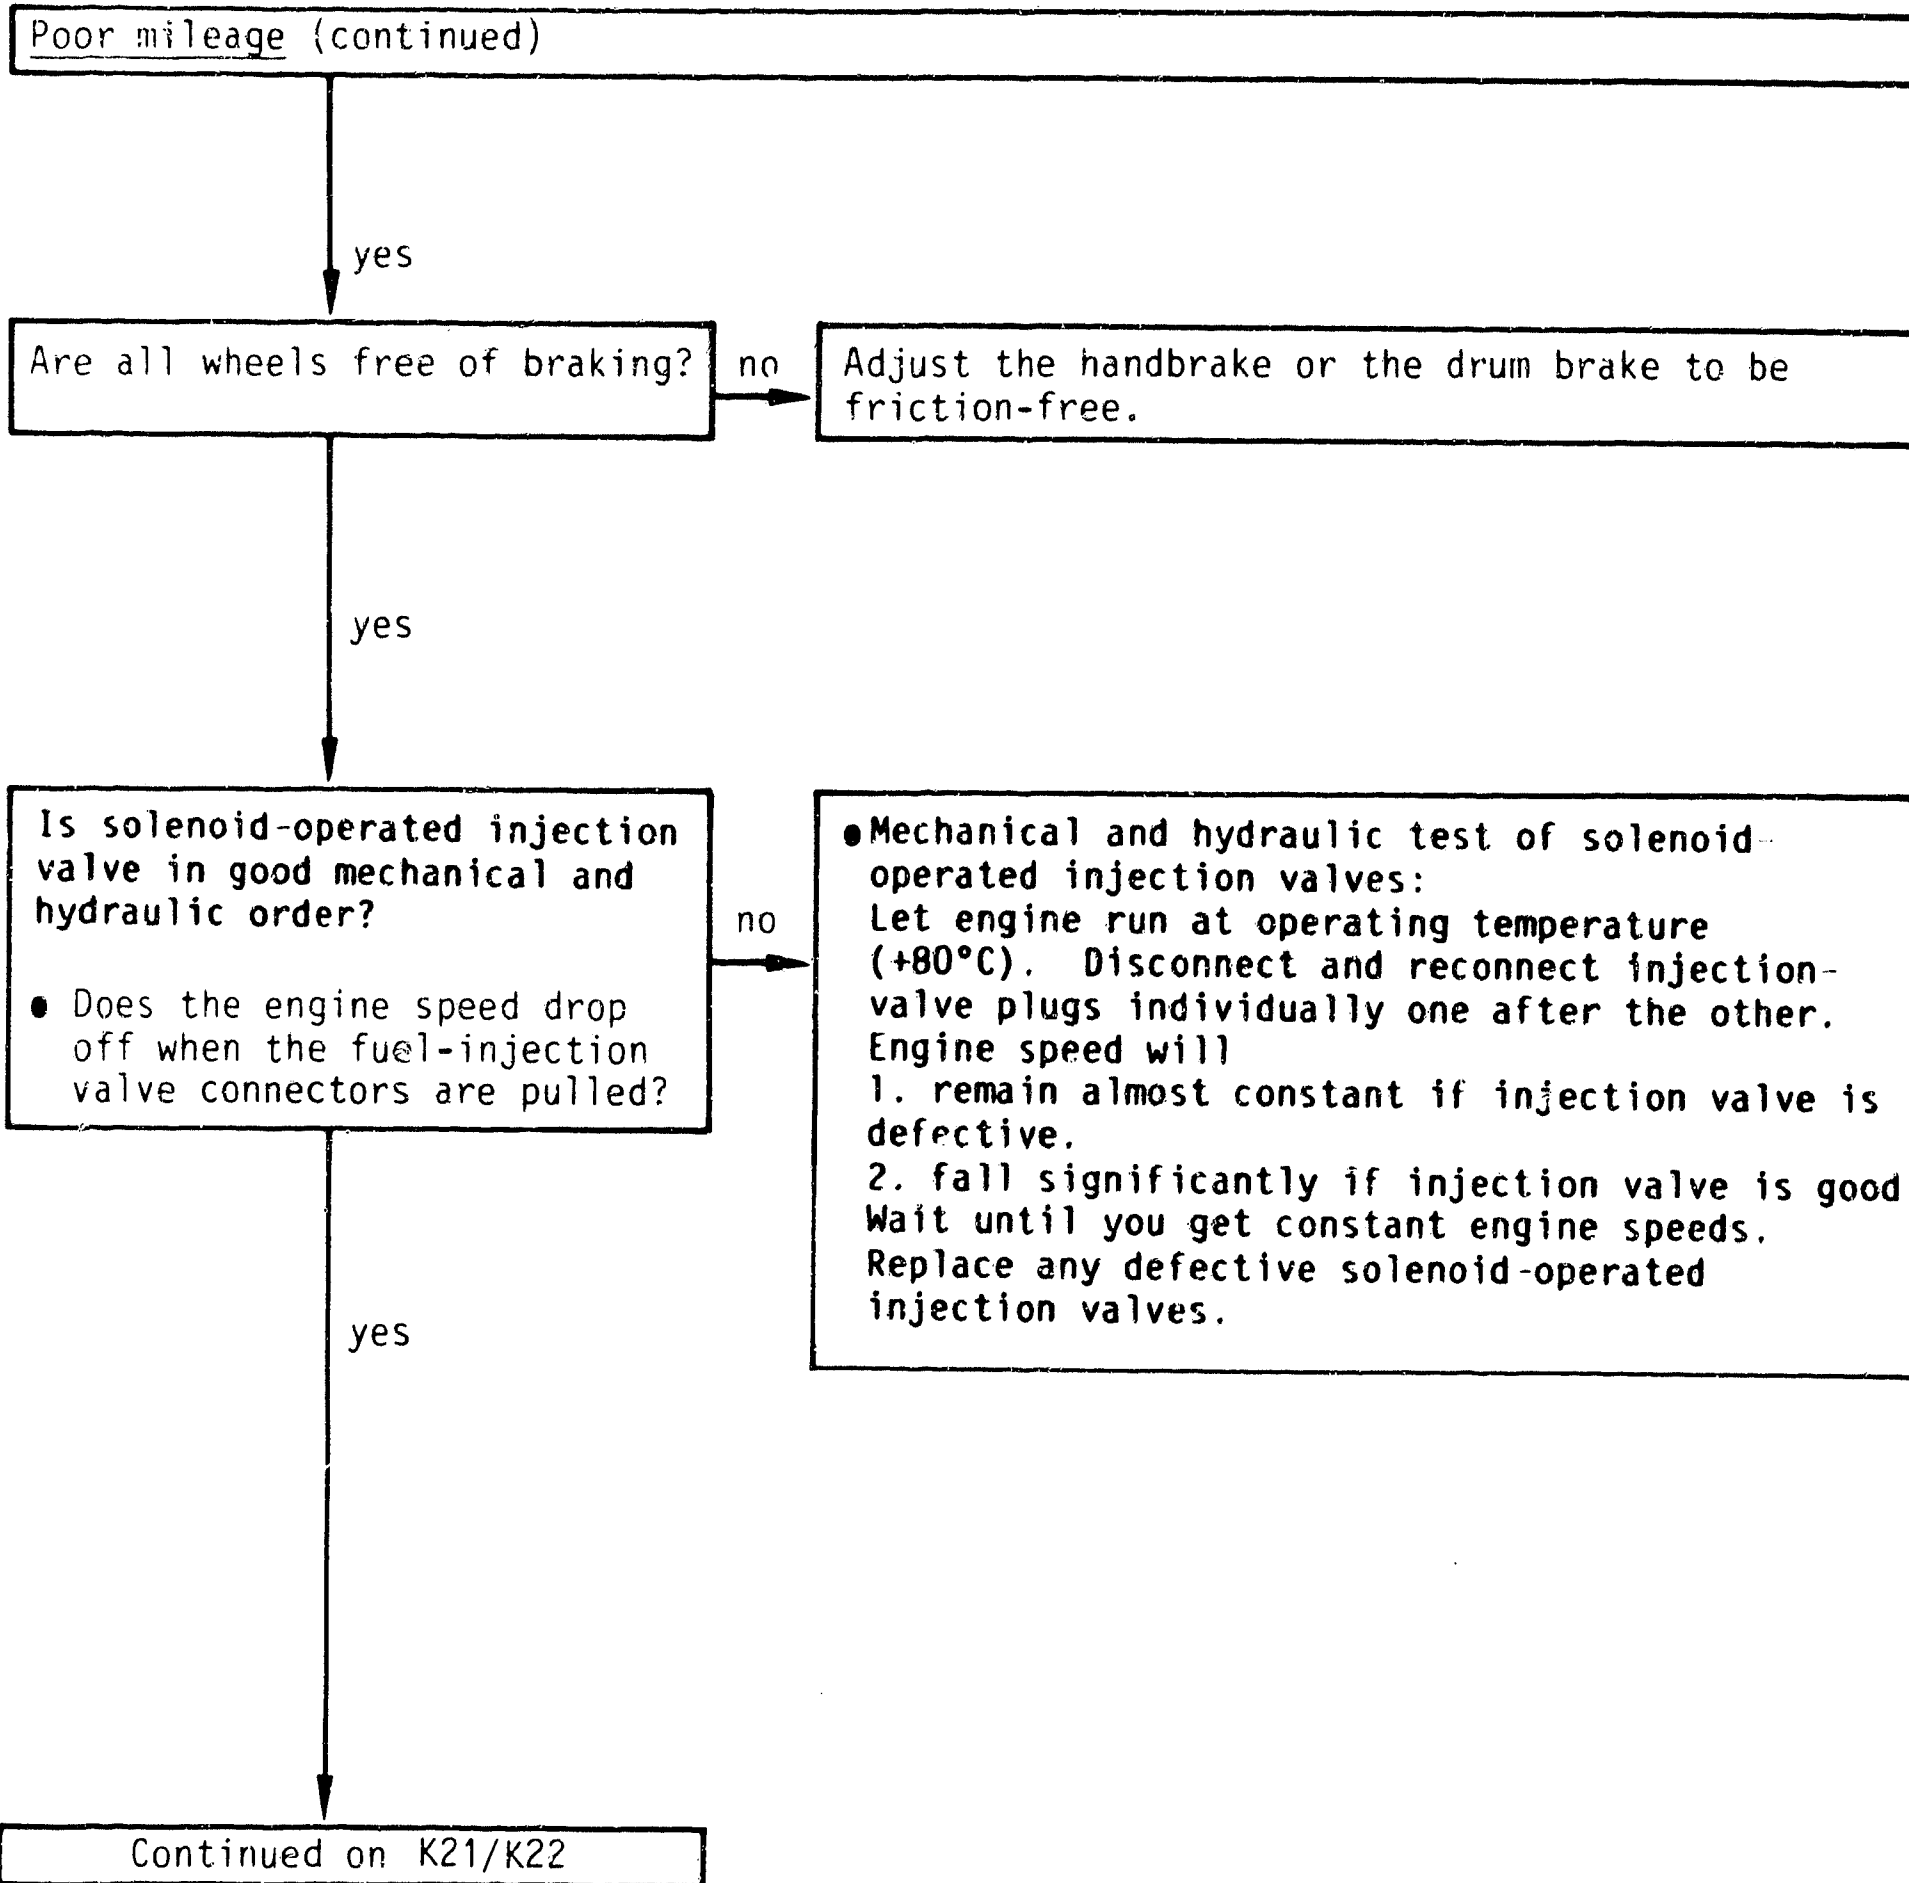 Poor mileage (continued)
yes
Are all wheels free of braking?
no
Adjust the handbrake or the drum brake to be
friction-free.
yes
Is solenoid-operated injection
valve in good mechanical and
hydraulic order?
● Does the engine speed drop
off when the fuel-injection
valve connectors are pulled?
no
● Mechanical and hydraulic test of solenoid-
operated injection valves:
Let engine run at operating temperature
(+80°C). Disconnect and reconnect injection-
valve plugs individually one after the other.
Engine speed will
1. remain almost constant if injection valve is
defective.
2. fall significantly if injection valve is good
Wait until you get constant engine speeds.
Replace any defective solenoid-operated
injection valves.
yes
Continued on K21/K22